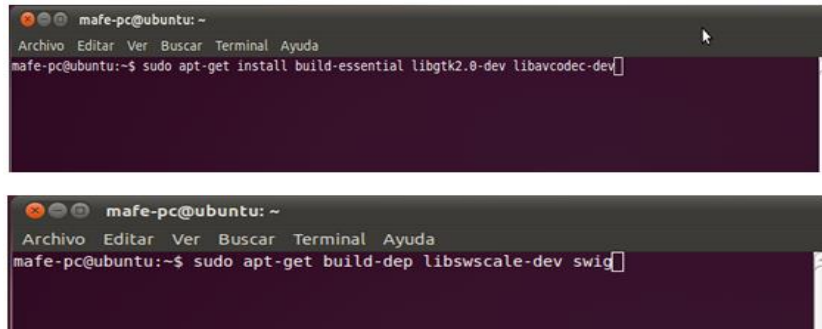 mafe-pc@ubuntu: ~
Archivo Editar Ver Buscar Terminal Ayuda
mafe-pc@ubuntu:~$ sudo apt-get install build-essential libgtk2.0-dev libavcodec-dev
mafe-pc@ubuntu: ~
Archivo Editar Ver Buscar Terminal Ayuda
mafe-pc@ubuntu:~$ sudo apt-get build-dep libswscale-dev swig